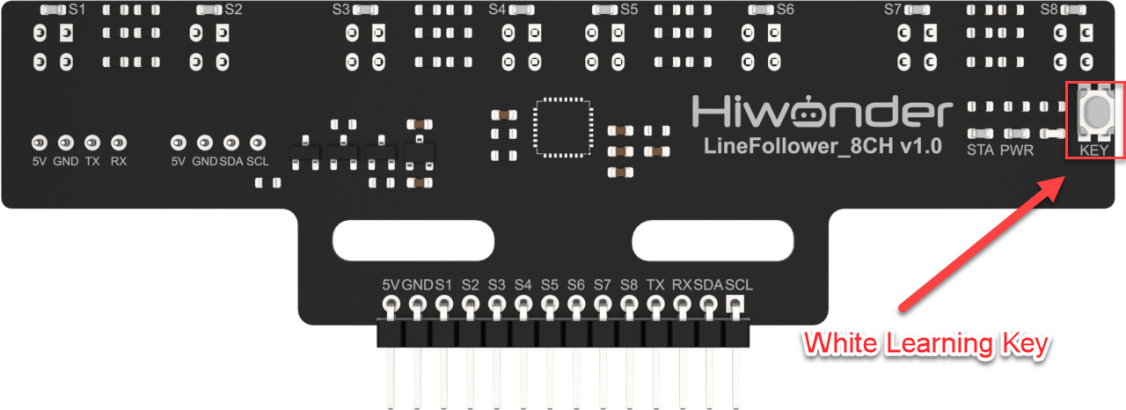 S1 S2 S3 S4 S5 S6 S7 S8
Hiwonder
LineFollower_8CH v1.0
5V GND TX RX
5V GND SDA SCL
STA PWR
KEY
5V GND S1 S2 S3 S4 S5 S6 S7 S8 TX RX SDA SCL
White Learning Key